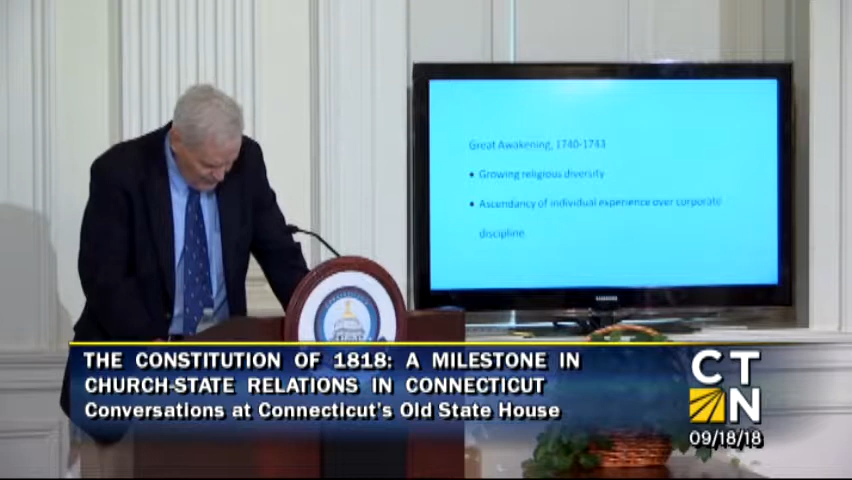 Great Awakening, 1740-1743
• Growing religious diversity
• Ascendancy of individual experience over corporate
discipline
SAMSUNG
THE CONSTITUTION OF 1818: A MILESTONE IN
CHURCH-STATE RELATIONS IN CONNECTICUT
Conversations at Connecticut's Old State House
CT
N
09/18/18